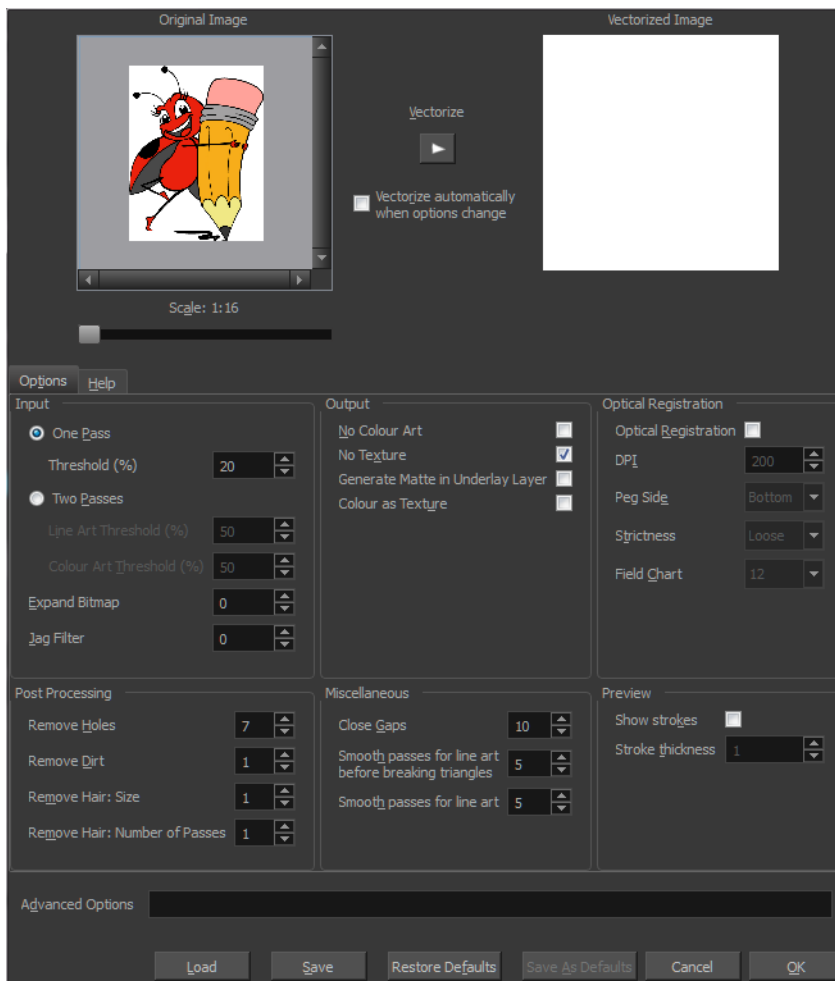 Original Image
Vectorized Image
Vectorize
Vectorize automatically
when options change
Scale: 1:16
Options
Help
Input
One Pass
Threshold (%)
20
Two Passes
Line Art Threshold (%)
50
Colour Art Threshold (%)
50
Expand Bitmap
0
Jag Filter
0
Output
No Colour Art
No Texture
Generate Matte in Underlay Layer
Colour as Texture
Optical Registration
Optical Registration
DPI
200
Peg Side
Bottom
Strictness
Loose
Field Chart
12
Post Processing
Remove Holes
7
Remove Dirt
1
Remove Hair: Size
1
Remove Hair: Number of Passes
1
Miscellaneous
Close Gaps
10
Smooth passes for line art
before breaking triangles
5
Smooth passes for line art
5
Preview
Show strokes
Stroke thickness
1
Advanced Options
Load
Save
Restore Defaults
Save As Defaults
Cancel
OK